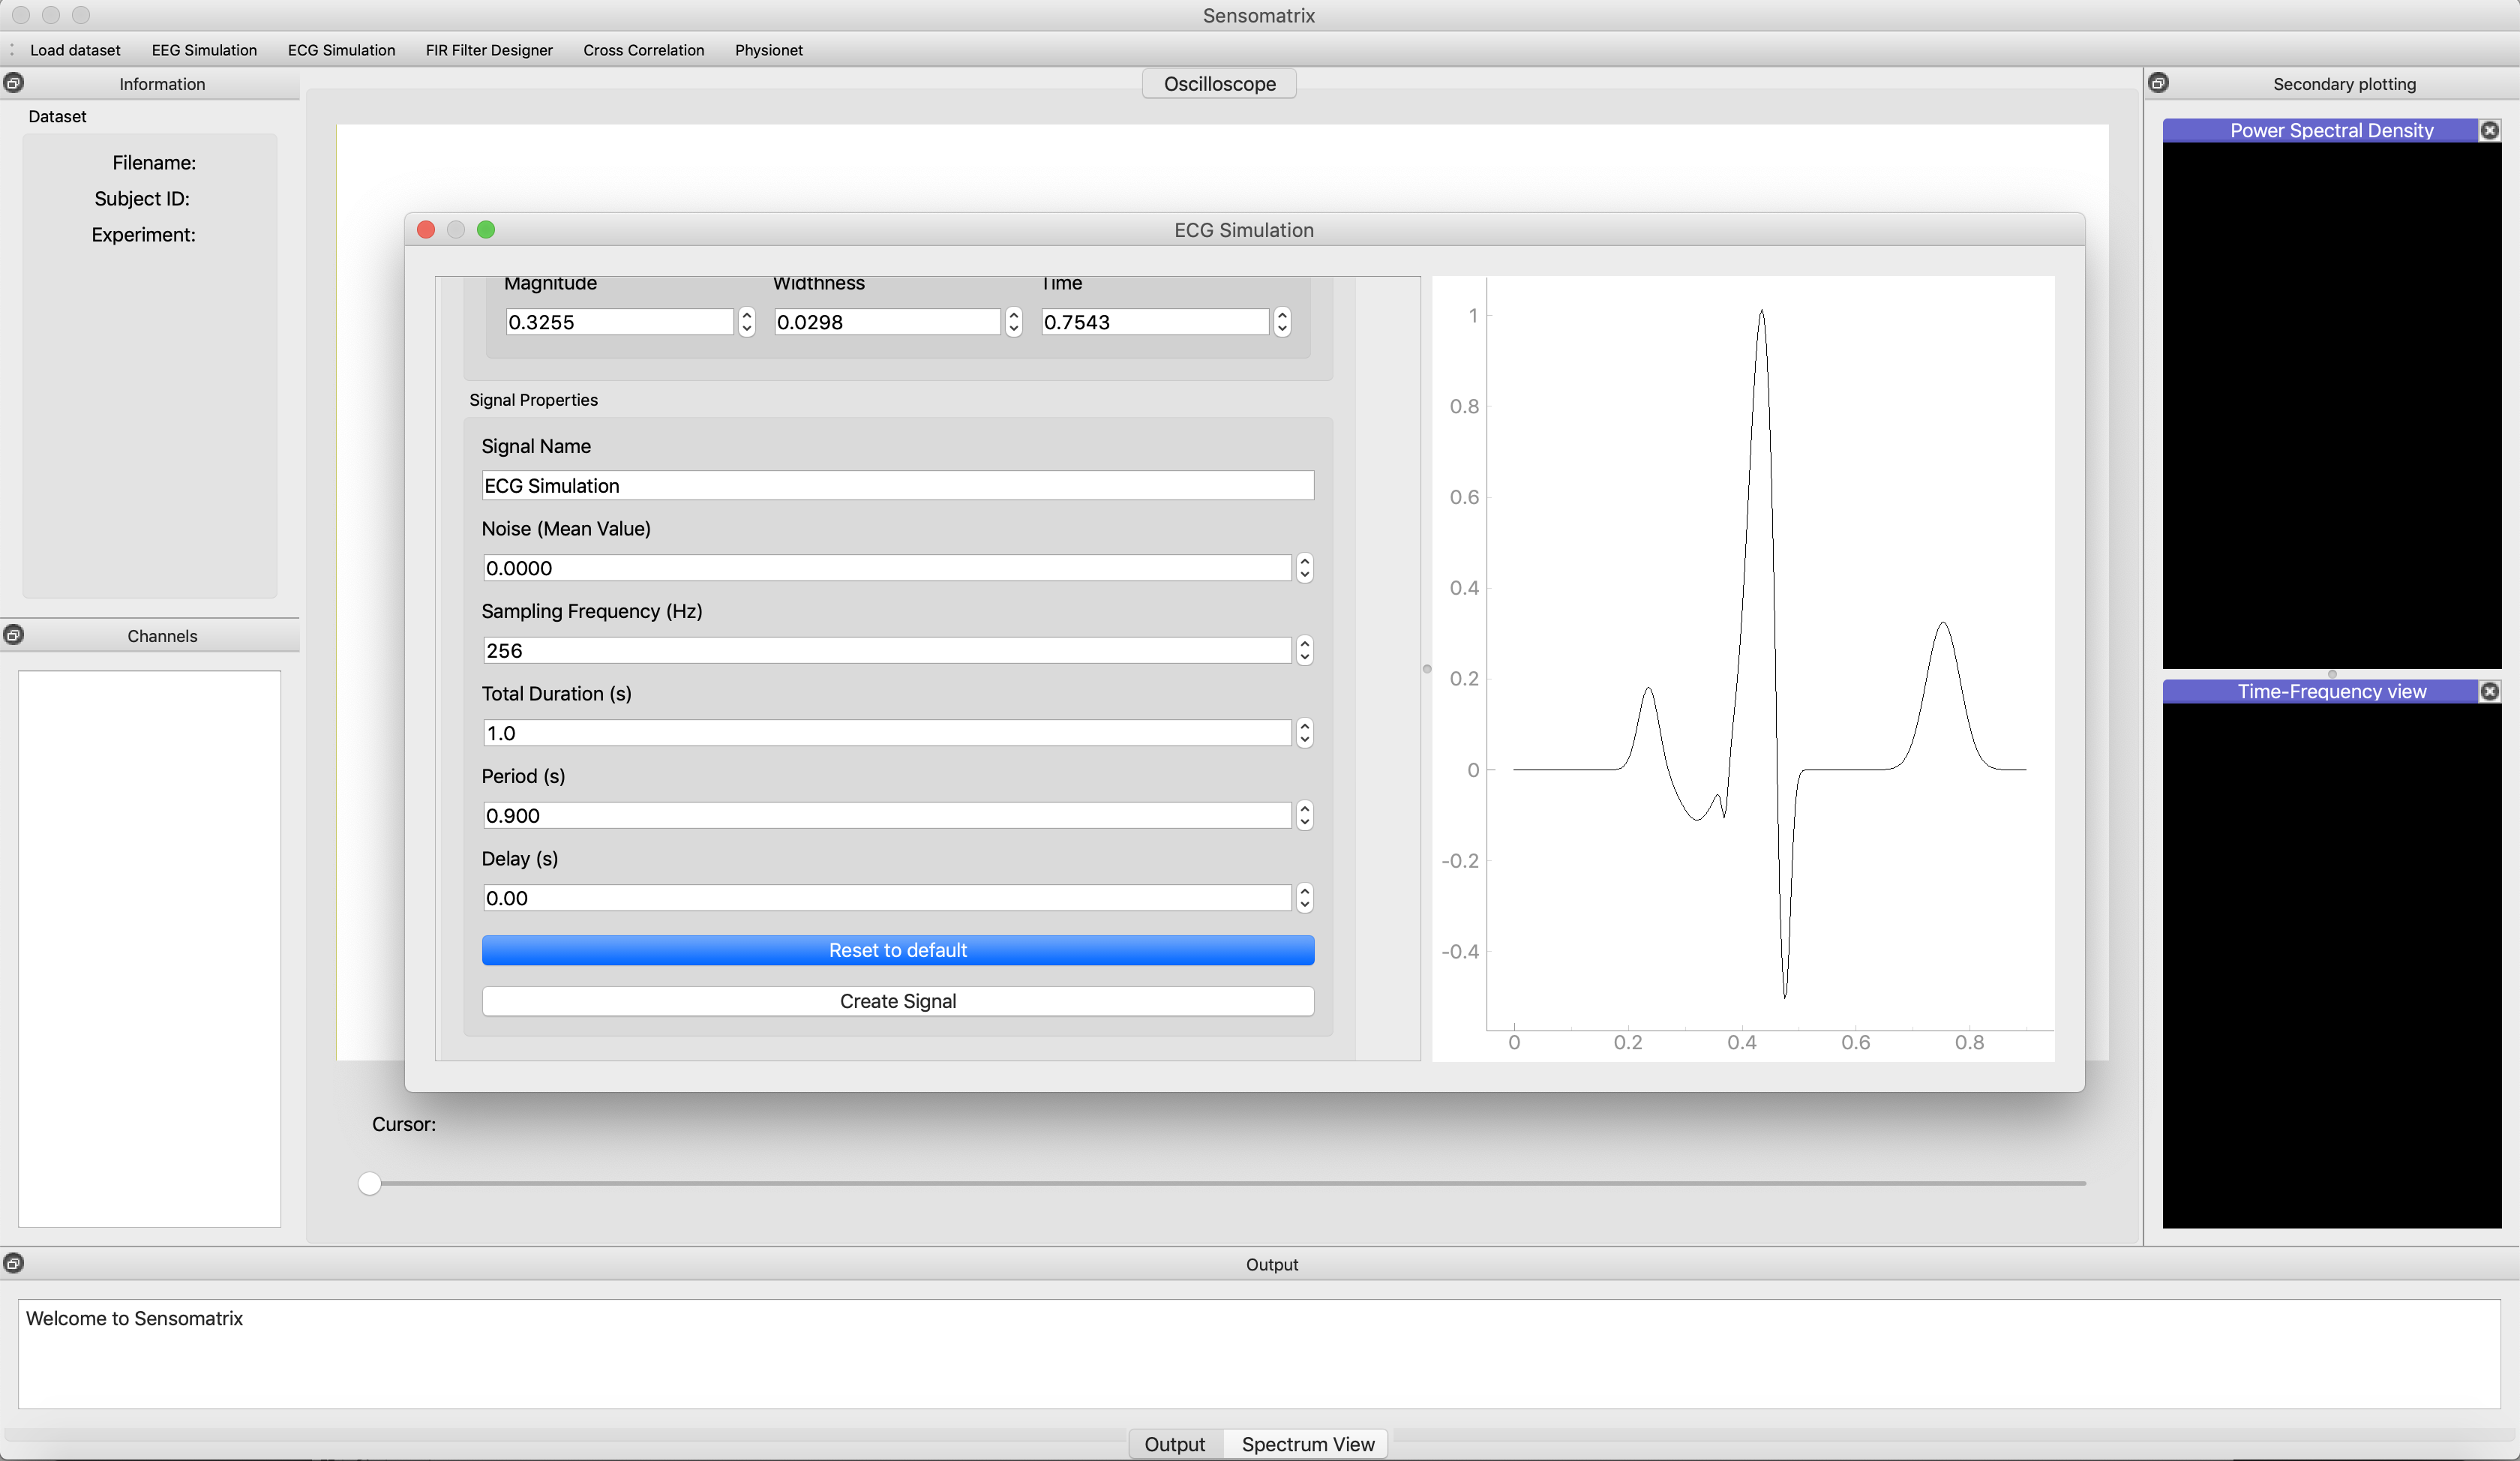 Sensomatrix
Load dataset EEG Simulation ECG Simulation FIR Filter Designer Cross Correlation Physionet
Information
Oscilloscope
Secondary plotting
Dataset
Filename:
Subject ID:
Experiment:
Channels
ECG Simulation
Magnitude Widthness Time
0.3255 0.0298 0.7543
Signal Properties
Signal Name
ECG Simulation
Noise (Mean Value)
0.0000
Sampling Frequency (Hz)
256
Total Duration (s)
1.0
Period (s)
0.900
Delay (s)
0.00
Reset to default
Create Signal
1
0.8
0.6
0.4
0.2
0
-0.2
-0.4
0 0.2 0.4 0.6 0.8
Power Spectral Density
Time-Frequency view
Cursor:
Output
Welcome to Sensomatrix
Output Spectrum View